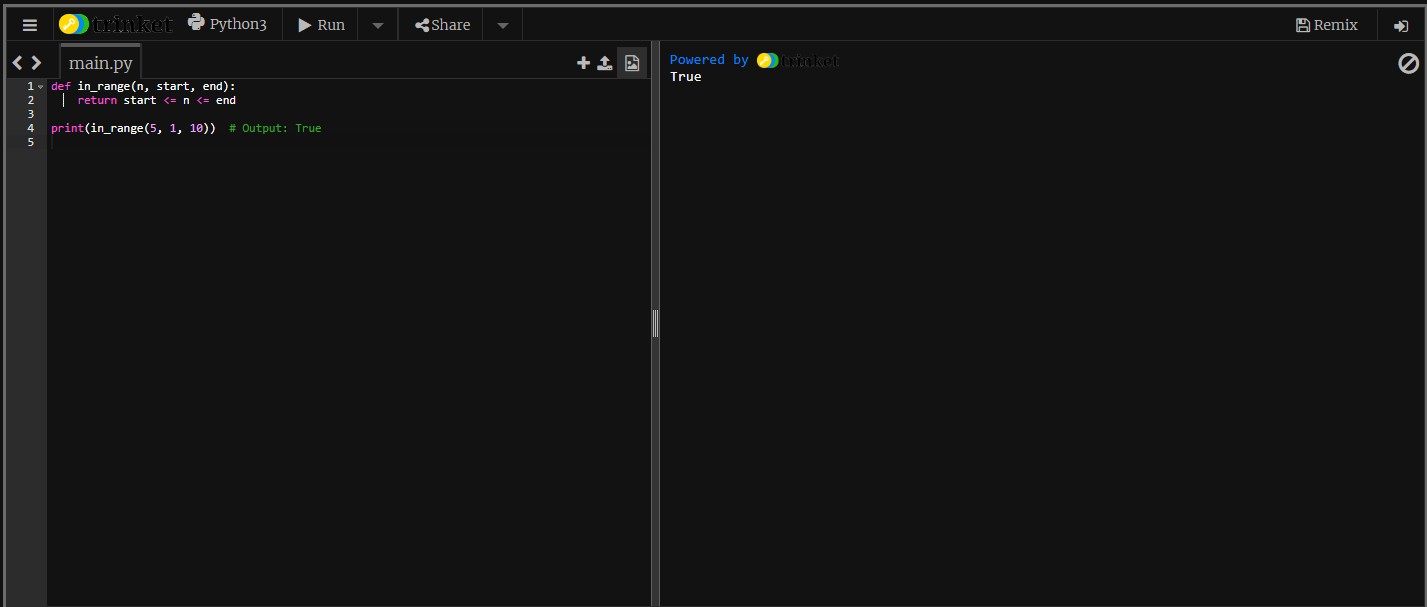 trinket Python3 Run Share Remix
main.py
1 def in_range(n, start, end):
2     return start <= n <= end
3
4 print(in_range(5, 1, 10))  # Output: True
5
Powered by trinket
True